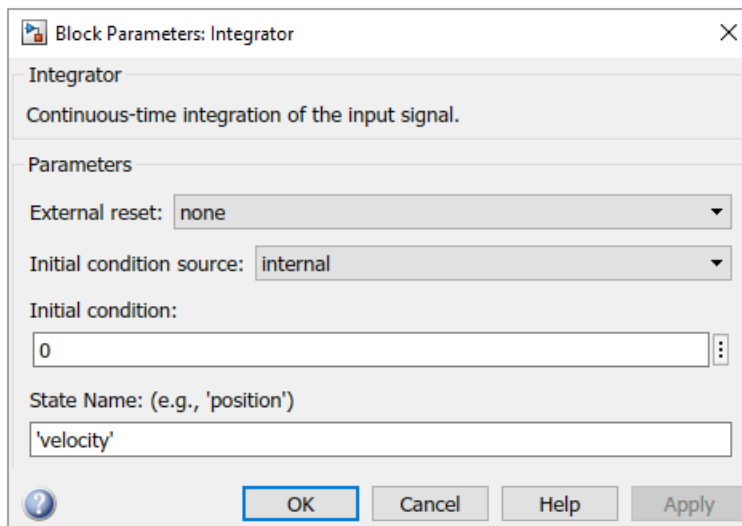 Block Parameters: Integrator
Integrator
Continuous-time integration of the input signal.
Parameters
External reset: none
Initial condition source: internal
Initial condition:
0
State Name: (e.g., 'position')
'velocity'
OK Cancel Help Apply